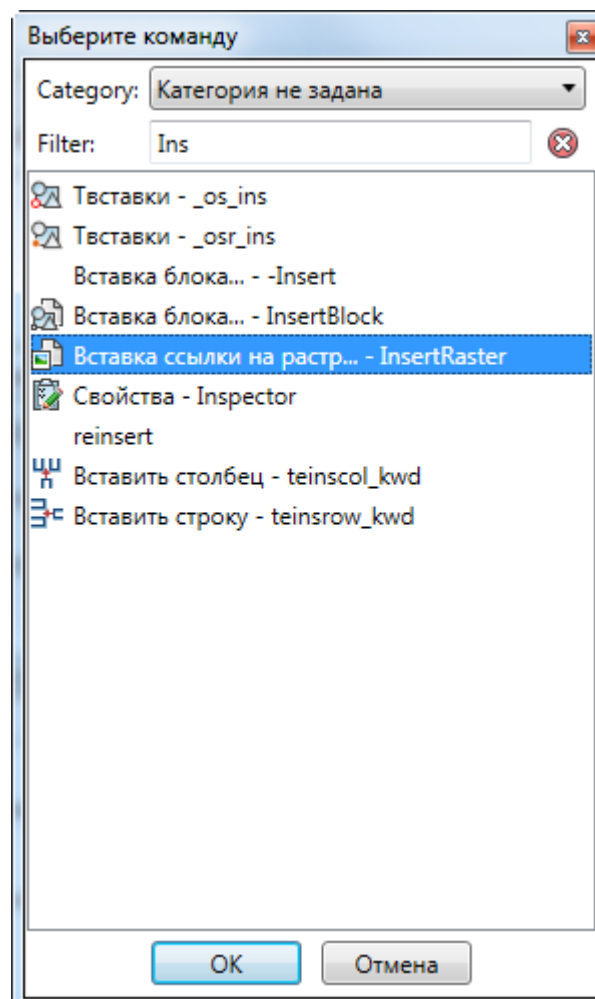 Выберите команду
Category: Категория не задана
Filter: Ins
Твставки - _os_ins
Твставки - _osr_ins
Вставка блока... - -Insert
Вставка блока... - InsertBlock
Вставка ссылки на растр... - InsertRaster
Свойства - Inspector
reinsert
Вставить столбец - teinscol_kwd
Вставить строку - teinsrow_kwd
ОК Отмена